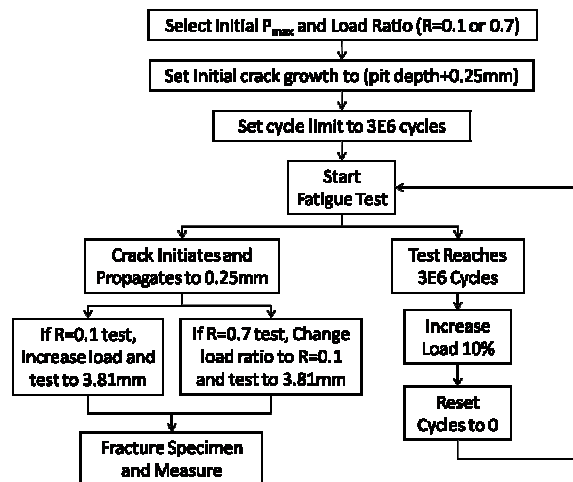 Select Initial Pmax and Load Ratio (R=0.1 or 0.7)
Set Initial crack growth to (pit depth+0.25mm)
Set cycle limit to 3E6 cycles
Start
Fatigue Test
Crack Initiates and
Propagates to 0.25mm
Test Reaches
3E6 Cycles
If R=0.1 test,
Increase load and
test to 3.81mm
If R=0.7 test, Change
load ratio to R=0.1
and test to 3.81mm
Increase
Load 10%
Reset
Cycles to 0
Fracture Specimen
and Measure